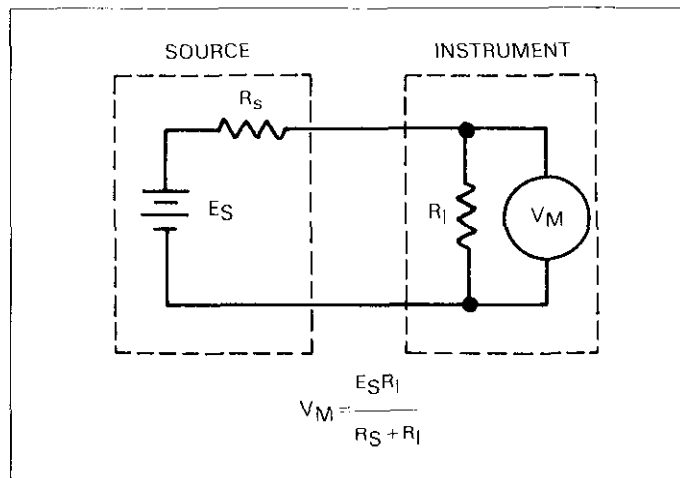 SOURCE INSTRUMENT
Rs
ES
RI
VM
VM = ESRI / RS + RI